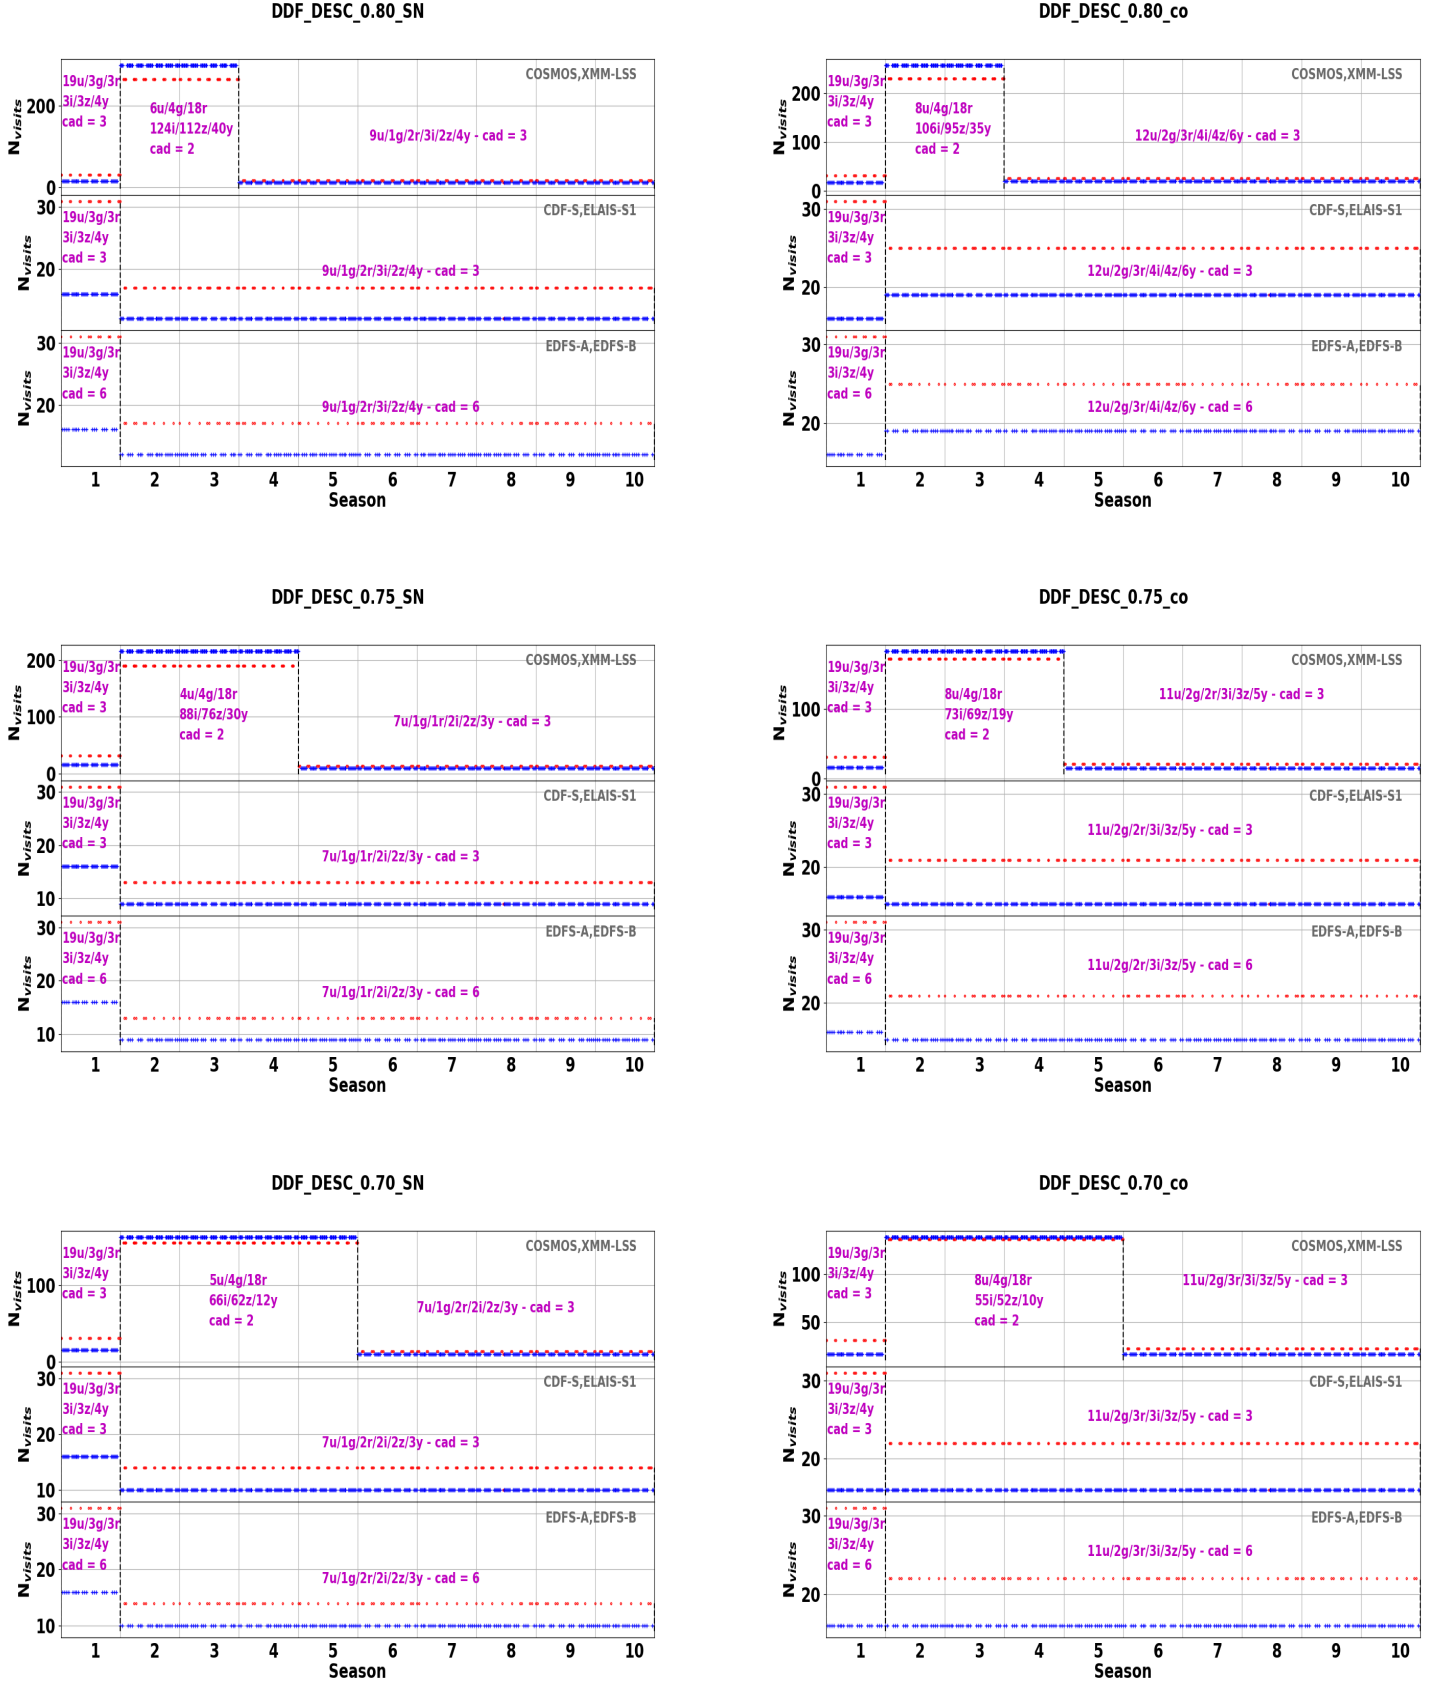 DDF_DESC_0.80_SN
COSMOS,XMM-LSS
19u/3g/3r
3i/3z/4y
cad = 3
6u/4g/18r
124i/112z/40y
cad = 2
9u/1g/2r/3i/2z/4y - cad = 3
200
0
Nvisits
CDF-S,ELAIS-S1
19u/3g/3r
3i/3z/4y
cad = 3
9u/1g/2r/3i/2z/4y - cad = 3
30
20
Nvisits
EDFS-A,EDFS-B
19u/3g/3r
3i/3z/4y
cad = 6
9u/1g/2r/3i/2z/4y - cad = 6
30
20
Nvisits
1 2 3 4 5 6 7 8 9 10
Season
DDF_DESC_0.80_co
COSMOS,XMM-LSS
19u/3g/3r
3i/3z/4y
cad = 3
8u/4g/18r
106i/95z/35y
cad = 2
12u/2g/3r/4i/4z/6y - cad = 3
200
100
0
Nvisits
CDF-S,ELAIS-S1
19u/3g/3r
3i/3z/4y
cad = 3
12u/2g/3r/4i/4z/6y - cad = 3
30
20
Nvisits
EDFS-A,EDFS-B
19u/3g/3r
3i/3z/4y
cad = 6
12u/2g/3r/4i/4z/6y - cad = 6
30
20
Nvisits
1 2 3 4 5 6 7 8 9 10
Season
DDF_DESC_0.75_SN
COSMOS,XMM-LSS
19u/3g/3r
3i/3z/4y
cad = 3
4u/4g/18r
88i/76z/30y
cad = 2
7u/1g/1r/2i/2z/3y - cad = 3
200
100
0
Nvisits
CDF-S,ELAIS-S1
19u/3g/3r
3i/3z/4y
cad = 3
7u/1g/1r/2i/2z/3y - cad = 3
30
20
10
Nvisits
EDFS-A,EDFS-B
19u/3g/3r
3i/3z/4y
cad = 6
7u/1g/1r/2i/2z/3y - cad = 6
30
20
10
Nvisits
1 2 3 4 5 6 7 8 9 10
Season
DDF_DESC_0.75_co
COSMOS,XMM-LSS
19u/3g/3r
3i/3z/4y
cad = 3
8u/4g/18r
73i/69z/19y
cad = 2
11u/2g/2r/3i/3z/5y - cad = 3
100
0
Nvisits
CDF-S,ELAIS-S1
19u/3g/3r
3i/3z/4y
cad = 3
11u/2g/2r/3i/3z/5y - cad = 3
30
20
Nvisits
EDFS-A,EDFS-B
19u/3g/3r
3i/3z/4y
cad = 6
11u/2g/2r/3i/3z/5y - cad = 6
30
20
Nvisits
1 2 3 4 5 6 7 8 9 10
Season
DDF_DESC_0.70_SN
COSMOS,XMM-LSS
19u/3g/3r
3i/3z/4y
cad = 3
5u/4g/18r
66i/62z/12y
cad = 2
7u/1g/2r/2i/2z/3y - cad = 3
100
0
Nvisits
CDF-S,ELAIS-S1
19u/3g/3r
3i/3z/4y
cad = 3
7u/1g/2r/2i/2z/3y - cad = 3
30
20
10
Nvisits
EDFS-A,EDFS-B
19u/3g/3r
3i/3z/4y
cad = 6
7u/1g/2r/2i/2z/3y - cad = 6
30
20
10
Nvisits
1 2 3 4 5 6 7 8 9 10
Season
DDF_DESC_0.70_co
COSMOS,XMM-LSS
19u/3g/3r
3i/3z/4y
cad = 3
8u/4g/18r
55i/52z/10y
cad = 2
11u/2g/3r/3i/3z/5y - cad = 3
100
50
Nvisits
CDF-S,ELAIS-S1
19u/3g/3r
3i/3z/4y
cad = 3
11u/2g/3r/3i/3z/5y - cad = 3
30
20
Nvisits
EDFS-A,EDFS-B
19u/3g/3r
3i/3z/4y
cad = 6
11u/2g/3r/3i/3z/5y - cad = 6
30
20
Nvisits
1 2 3 4 5 6 7 8 9 10
Season